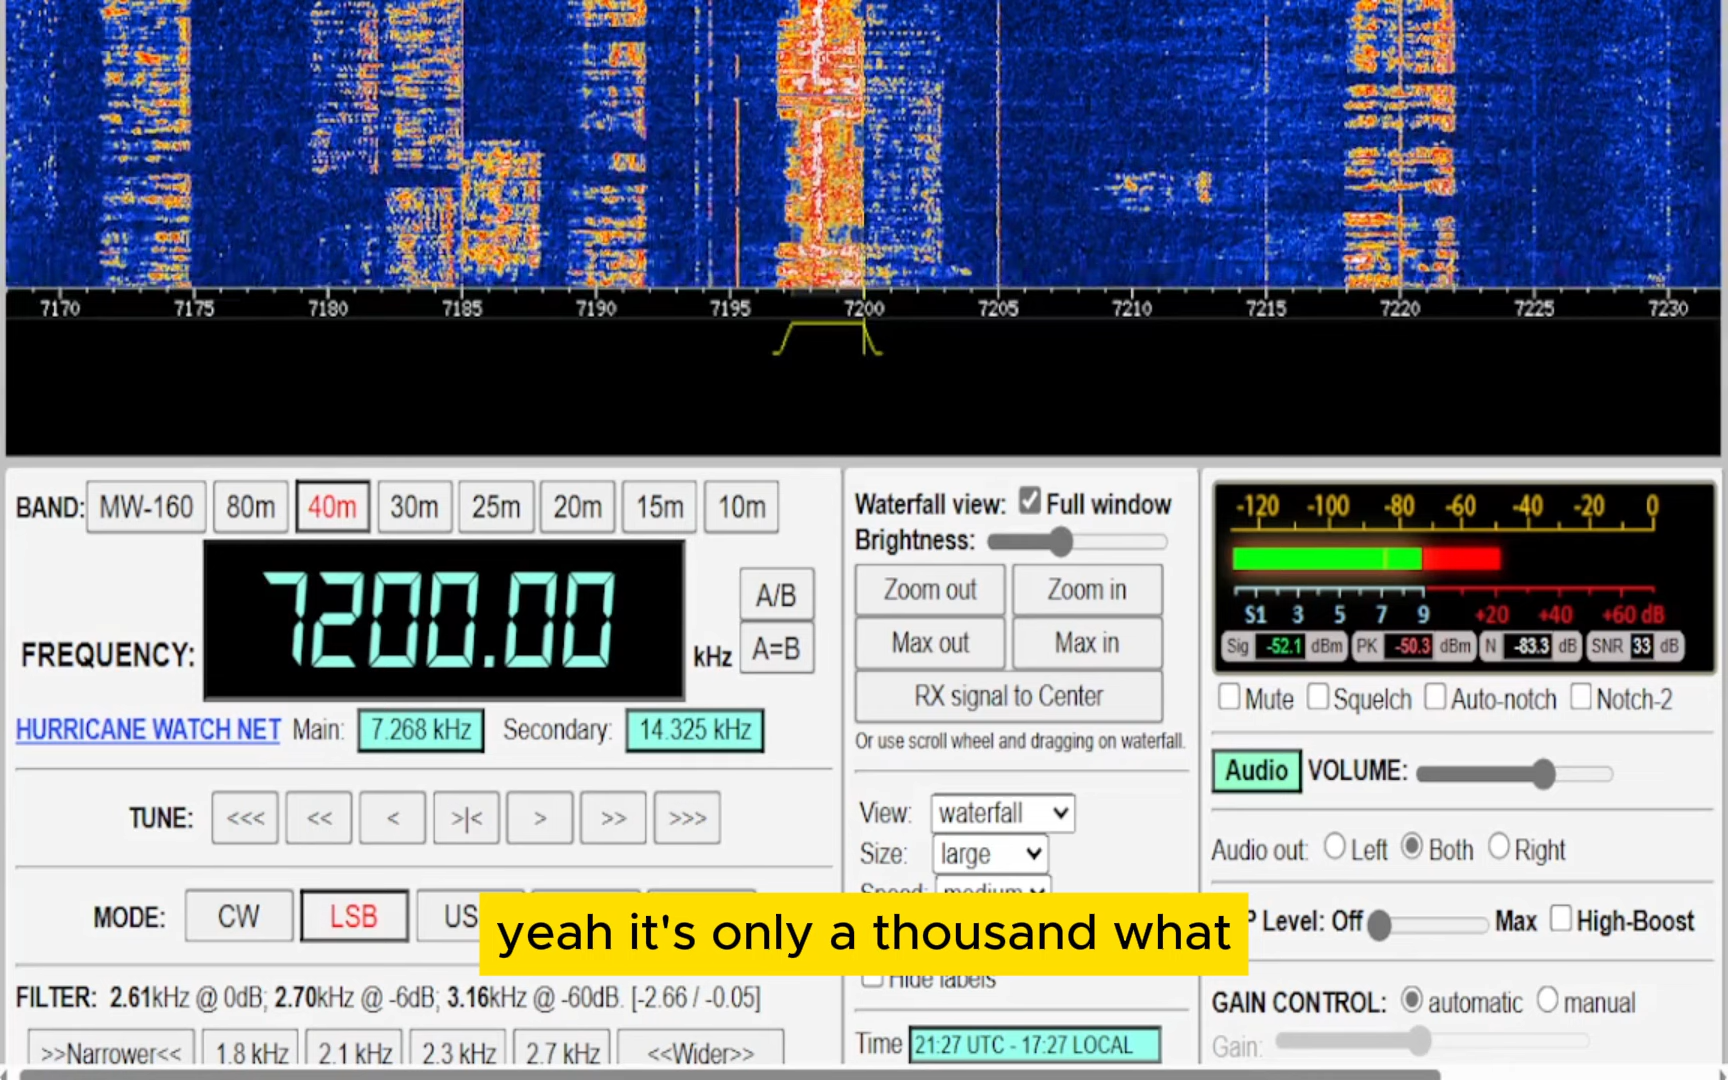 7170 7175 7180 7185 7190 7195 7200 7205 7210 7215 7220 7225 7230
BAND: MW-160 80m 40m 30m 25m 20m 15m 10m
FREQUENCY: 7200.00 kHz A/B A=B
HURRICANE WATCH NET Main: 7.268 kHz Secondary: 14.325 kHz
TUNE: <<< << < >|< > >> >>>
MODE: CW LSB US
FILTER: 2.61kHz @ 0dB; 2.70kHz @ -6dB; 3.16kHz @ -60dB. [-2.66 / -0.05]
>>Narrower<< 1.8 kHz 2.1 kHz 2.3 kHz 2.7 kHz <<Wider>>
Waterfall view: Full window
Brightness:
Zoom out Zoom in
Max out Max in
RX signal to Center
Or use scroll wheel and dragging on waterfall.
View: waterfall
Size: large
Speed: medium
yeah it's only a thousand what
Hide labels
Time 21:27 UTC - 17:27 LOCAL
-120 -100 -80 -60 -40 -20 0
S1 3 5 7 9 +20 +40 +60 dB
Sig -52.1 dBm PK -50.3 dBm N -83.3 dB SNR 33 dB
Mute Squelch Auto-notch Notch-2
Audio VOLUME:
Audio out: Left Both Right
P Level: Off Max High-Boost
GAIN CONTROL: automatic manual
Gain: